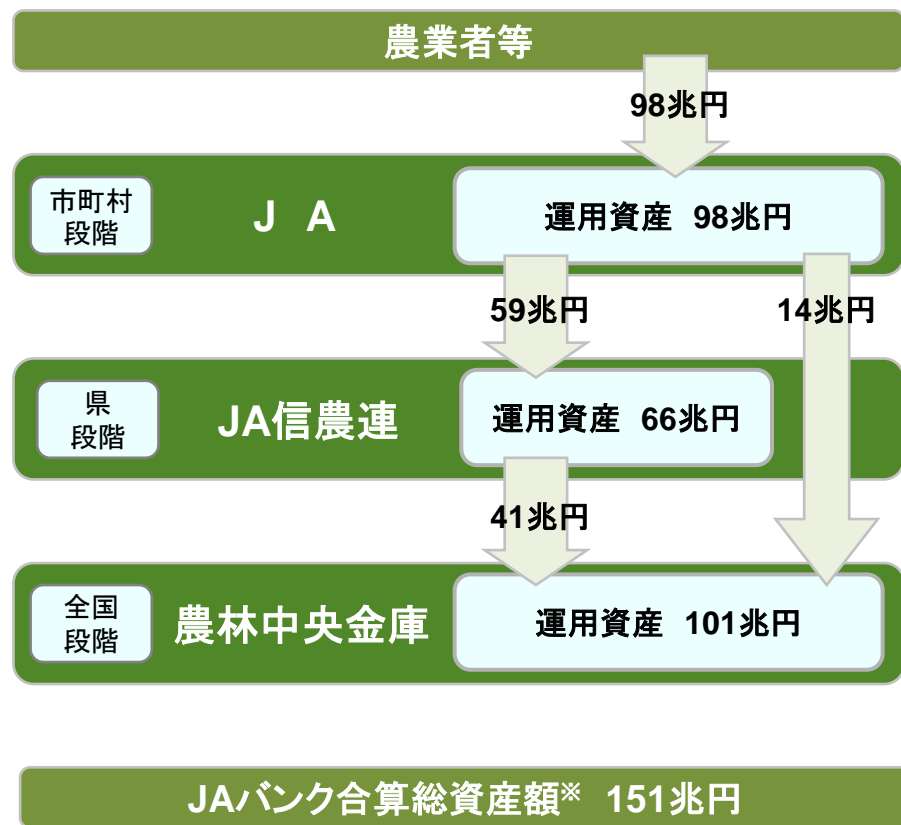 農業者等
98兆円
市町村
段階
J A
運用資産 98兆円
59兆円
14兆円
県
段階
JA信農連
運用資産 66兆円
41兆円
全国
段階
農林中央金庫
運用資産 101兆円
JAバンク合算総資産額※ 151兆円